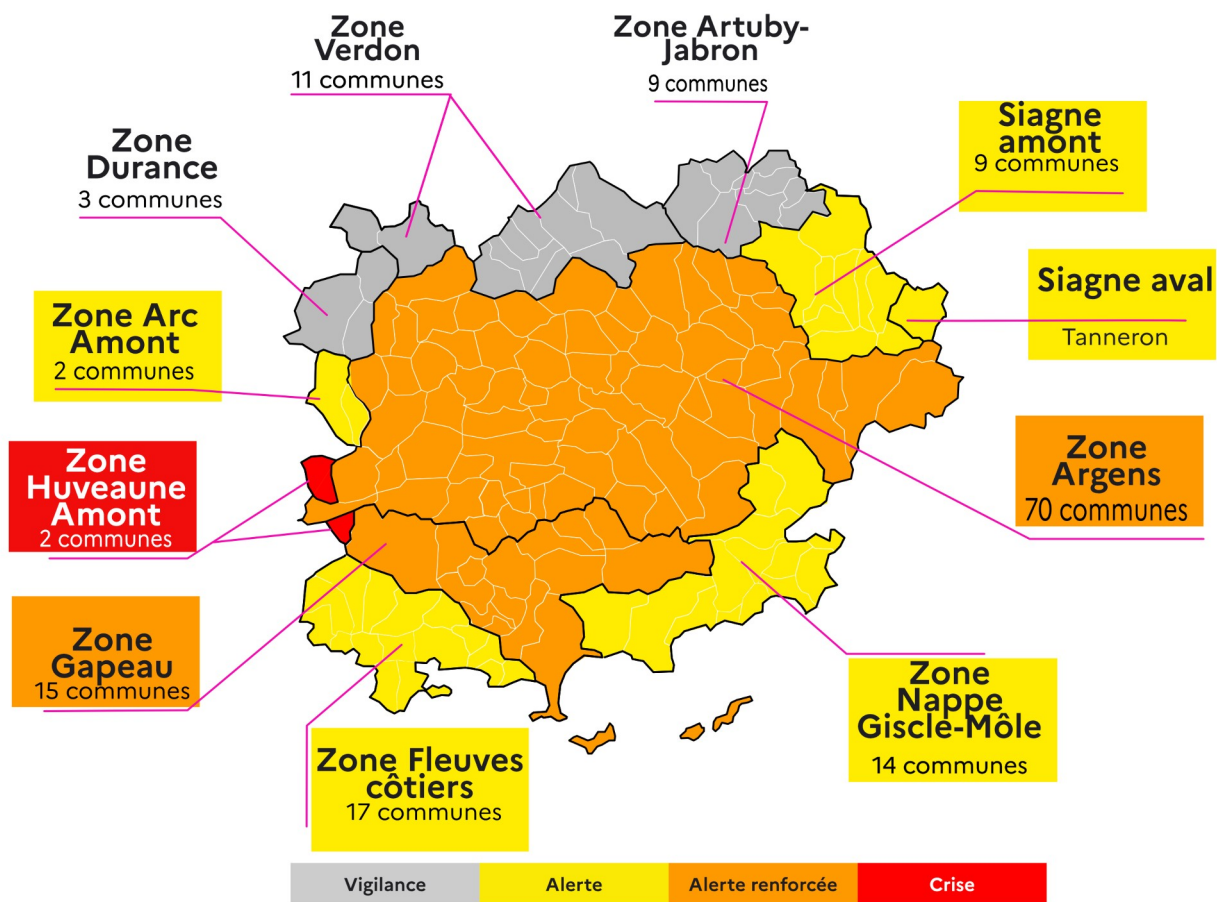 Zone
Verdon
11 communes
Zone Artuby-
Jabron
9 communes
Siagne
amont
9 communes
Zone
Durance
3 communes
Siagne aval
Tanneron
Zone Arc
Amont
2 communes
Zone
Huveaune
Amont
2 communes
Zone
Argens
70 communes
Zone
Gapeau
15 communes
Zone
Nappe
Giscle-Môle
14 communes
Zone Fleuves
côtiers
17 communes
Vigilance
Alerte
Alerte renforcée
Crise